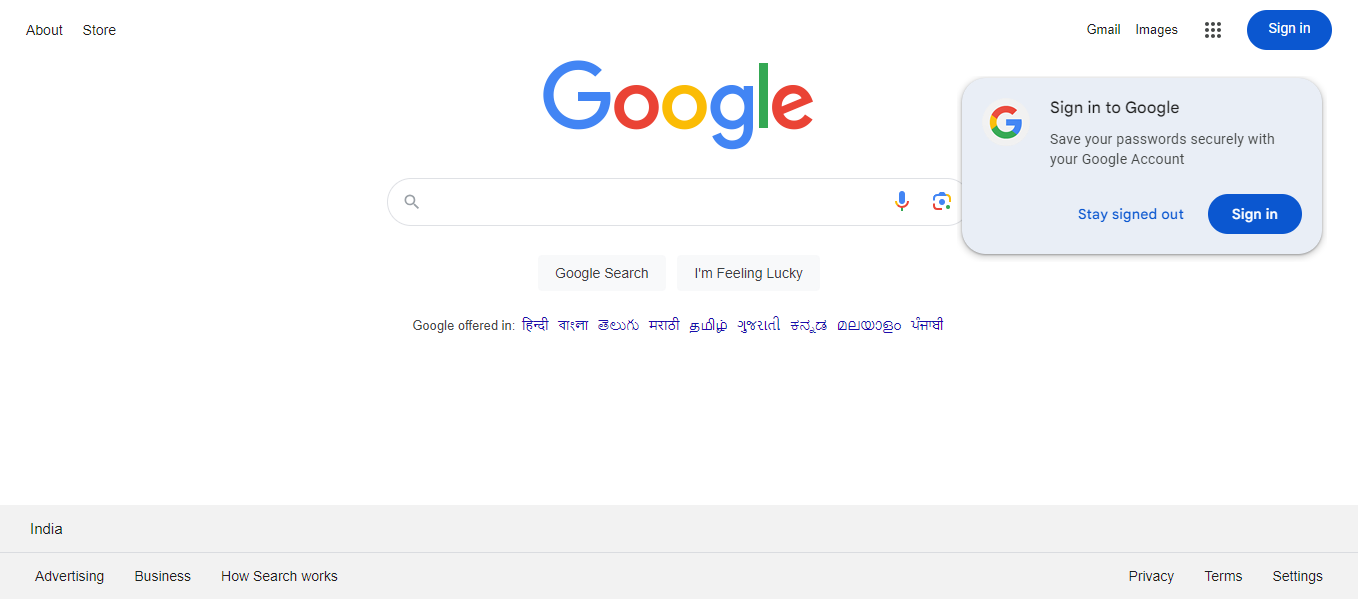 About Store
Gmail Images Sign in
Google
Sign in to Google
Save your passwords securely with
your Google Account
Stay signed out Sign in
Google Search I'm Feeling Lucky
Google offered in: हिन्दी বাংলা తెలుగు मराठी தமிழ் ગુજરાતી ಕನ್ನಡ മലയാളം ਪੰਜਾਬੀ
India
Advertising Business How Search works
Privacy Terms Settings